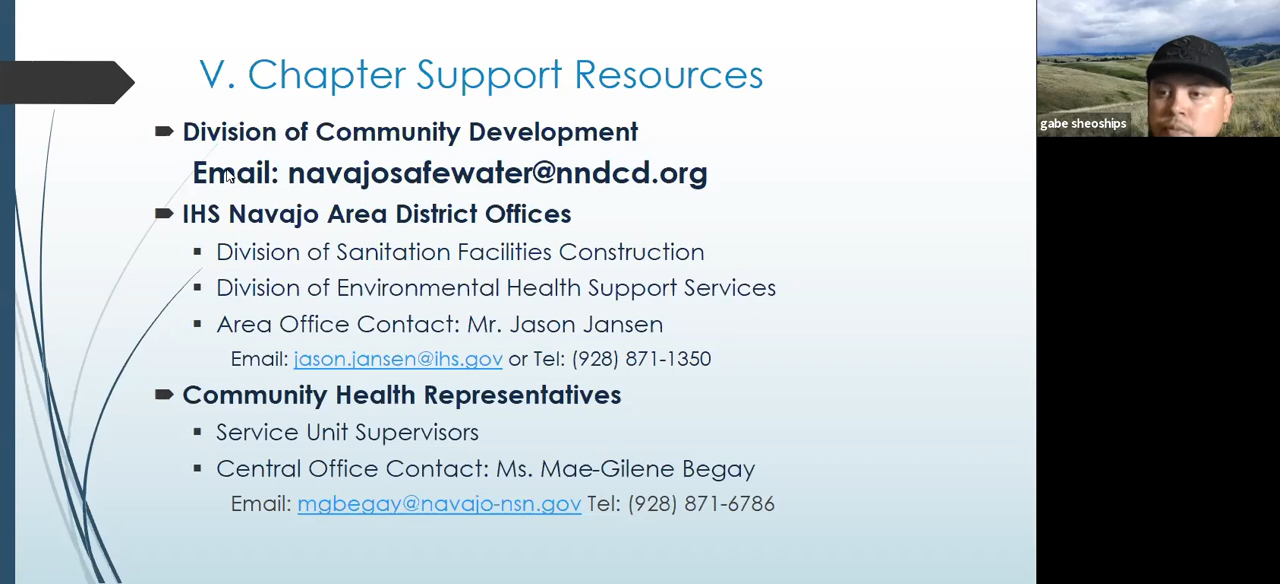 V. Chapter Support Resources
Division of Community Development
Email: navajosafewater@nndcd.org
IHS Navajo Area District Offices
Division of Sanitation Facilities Construction
Division of Environmental Health Support Services
Area Office Contact: Mr. Jason Jansen
Email: jason.jansen@ihs.gov or Tel: (928) 871-1350
Community Health Representatives
Service Unit Supervisors
Central Office Contact: Ms. Mae-Gilene Begay
Email: mgbegay@navajo-nsn.gov Tel: (928) 871-6786
gabe sheoships